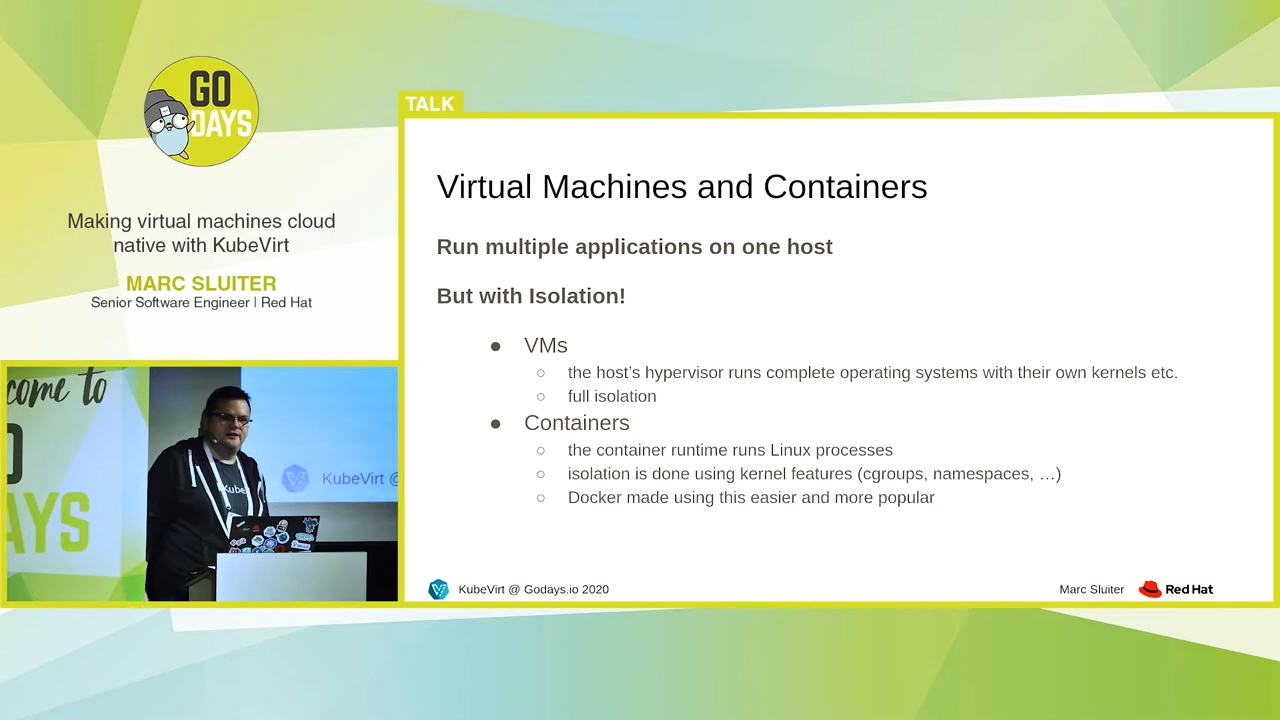 GO
DAYS
Making virtual machines cloud
native with KubeVirt
MARC SLUITER
Senior Software Engineer | Red Hat
TALK
Virtual Machines and Containers
Run multiple applications on one host
But with Isolation!
● VMs
○ the host's hypervisor runs complete operating systems with their own kernels etc.
○ full isolation
● Containers
○ the container runtime runs Linux processes
○ isolation is done using kernel features (cgroups, namespaces, …)
○ Docker made using this easier and more popular
KubeVirt @ Godays.io 2020
Marc Sluiter
Red Hat
come to
AYS
KubeVirt @
Kube